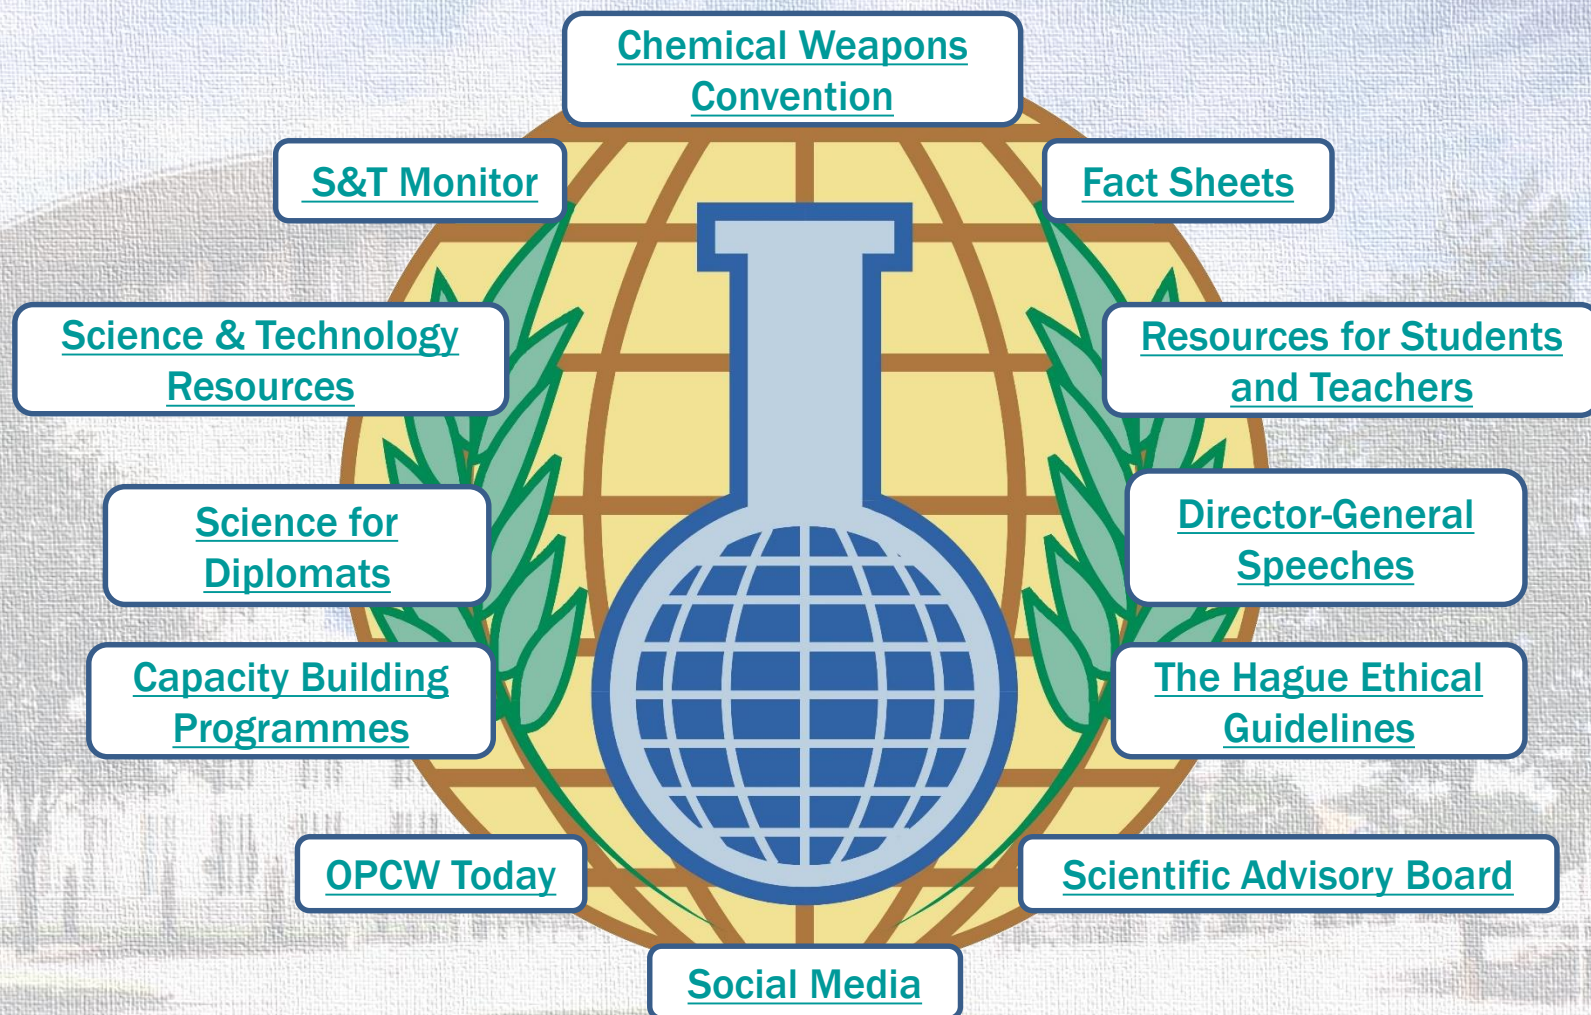 Chemical Weapons
Convention
S&T Monitor
Fact Sheets
Science & Technology
Resources
Resources for Students
and Teachers
Science for
Diplomats
Director-General
Speeches
Capacity Building
Programmes
The Hague Ethical
Guidelines
OPCW Today
Scientific Advisory Board
Social Media